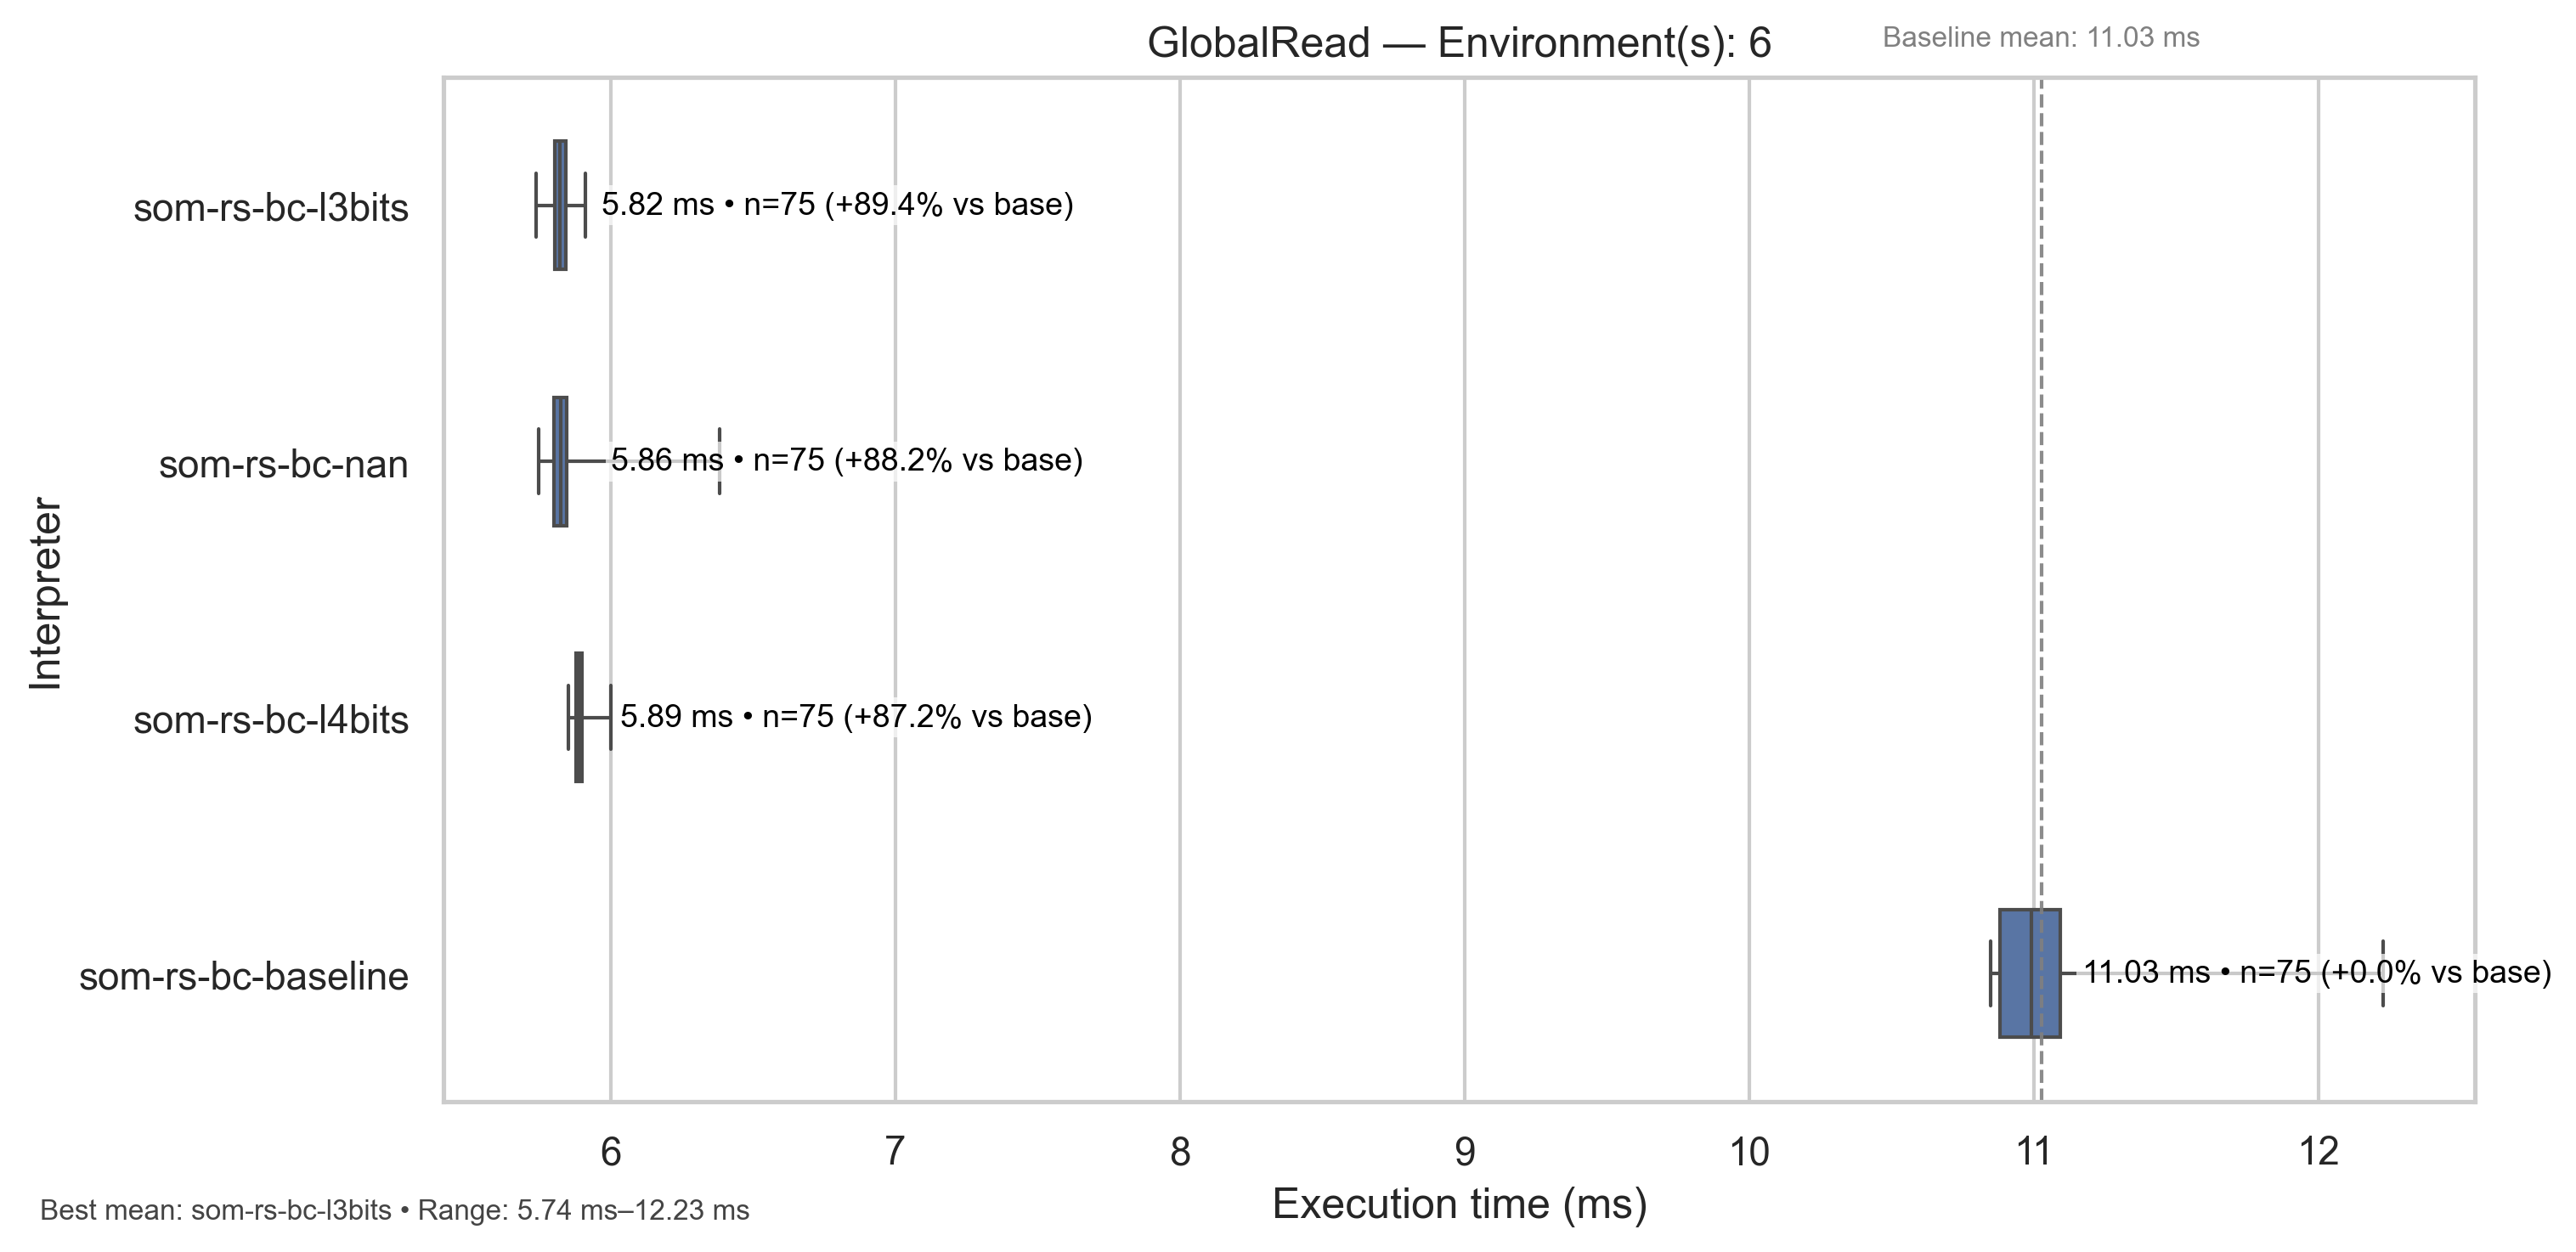 GlobalRead — Environment(s): 6
Baseline mean: 11.03 ms
Interpreter
som-rs-bc-l3bits
5.82 ms • n=75 (+89.4% vs base)
som-rs-bc-nan
5.86 ms • n=75 (+88.2% vs base)
som-rs-bc-l4bits
5.89 ms • n=75 (+87.2% vs base)
som-rs-bc-baseline
11.03 ms • n=75 (+0.0% vs base)
6 7 8 9 10 11 12
Execution time (ms)
Best mean: som-rs-bc-l3bits • Range: 5.74 ms–12.23 ms